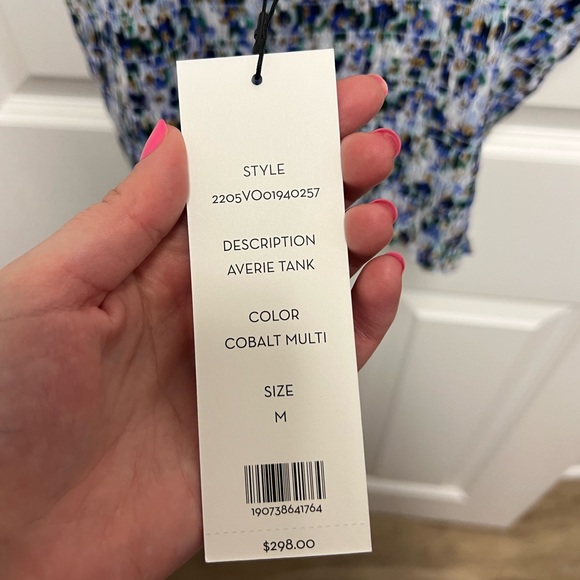 STYLE
2205VO01940257
DESCRIPTION
AVERIE TANK
COLOR
COBALT MULTI
SIZE
M
190738641764
$298.00